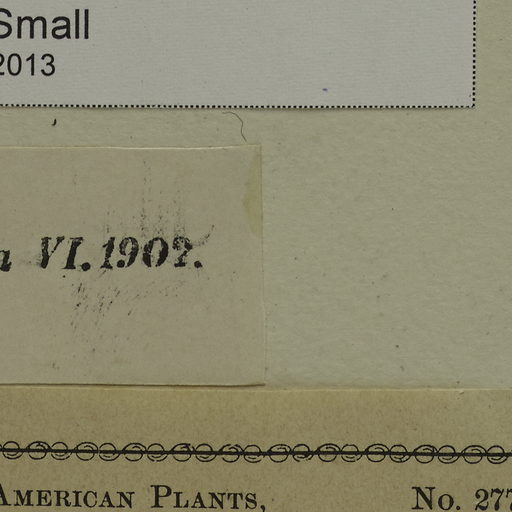 Small
2013
VI.1902.
AMERICAN PLANTS,
No. 277